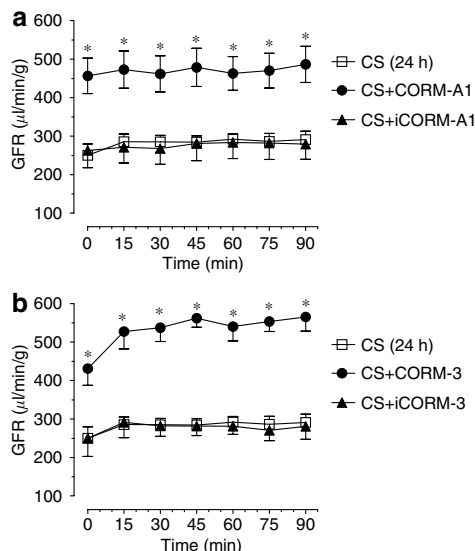 a
600
500
400
300
200
100
GFR (µl/min/g)
* * * * * * *
0 15 30 45 60 75 90
Time (min)
CS (24 h)
CS+CORM-A1
CS+iCORM-A1
b
600
500
400
300
200
100
GFR (µl/min/g)
* * * * * * *
0 15 30 45 60 75 90
Time (min)
CS (24 h)
CS+CORM-3
CS+iCORM-3